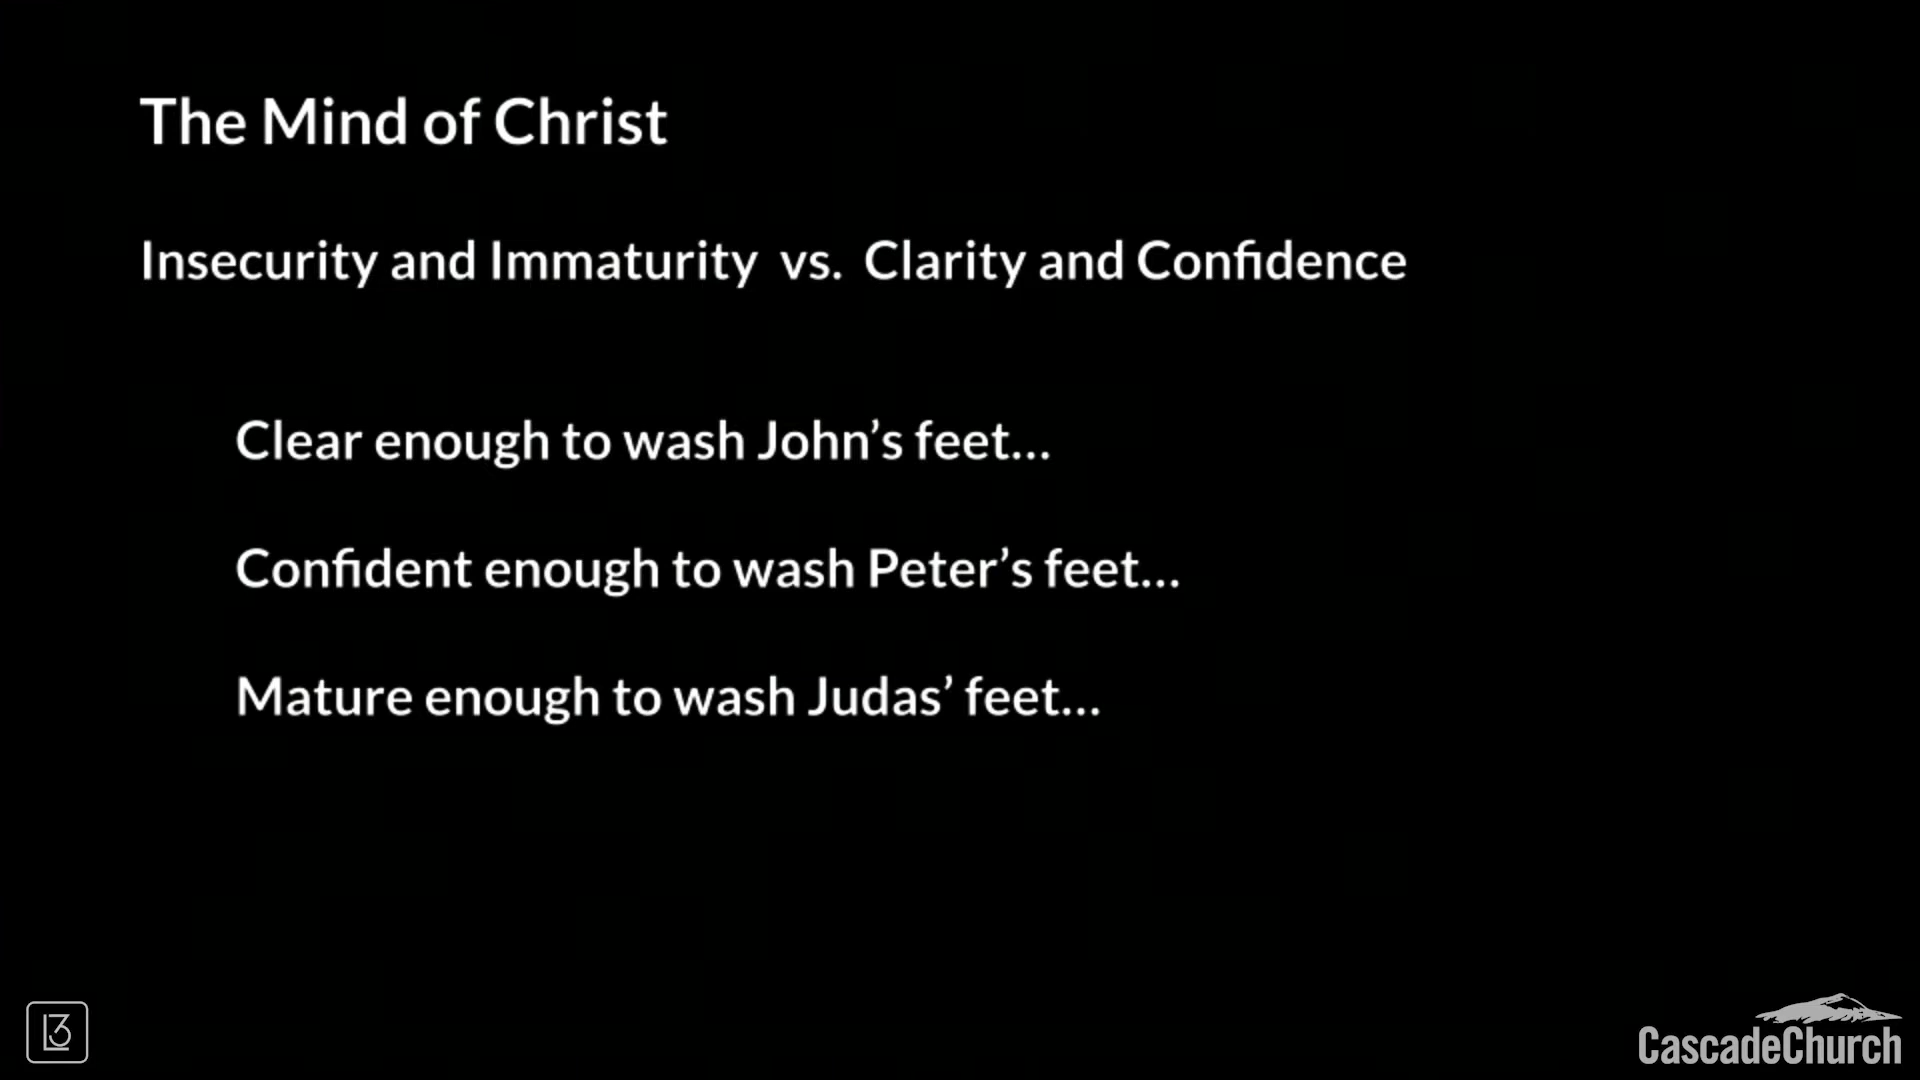 The Mind of Christ
Insecurity and Immaturity vs. Clarity and Confidence
Clear enough to wash John’s feet...
Confident enough to wash Peter’s feet...
Mature enough to wash Judas’ feet...
L3
CascadeChurch